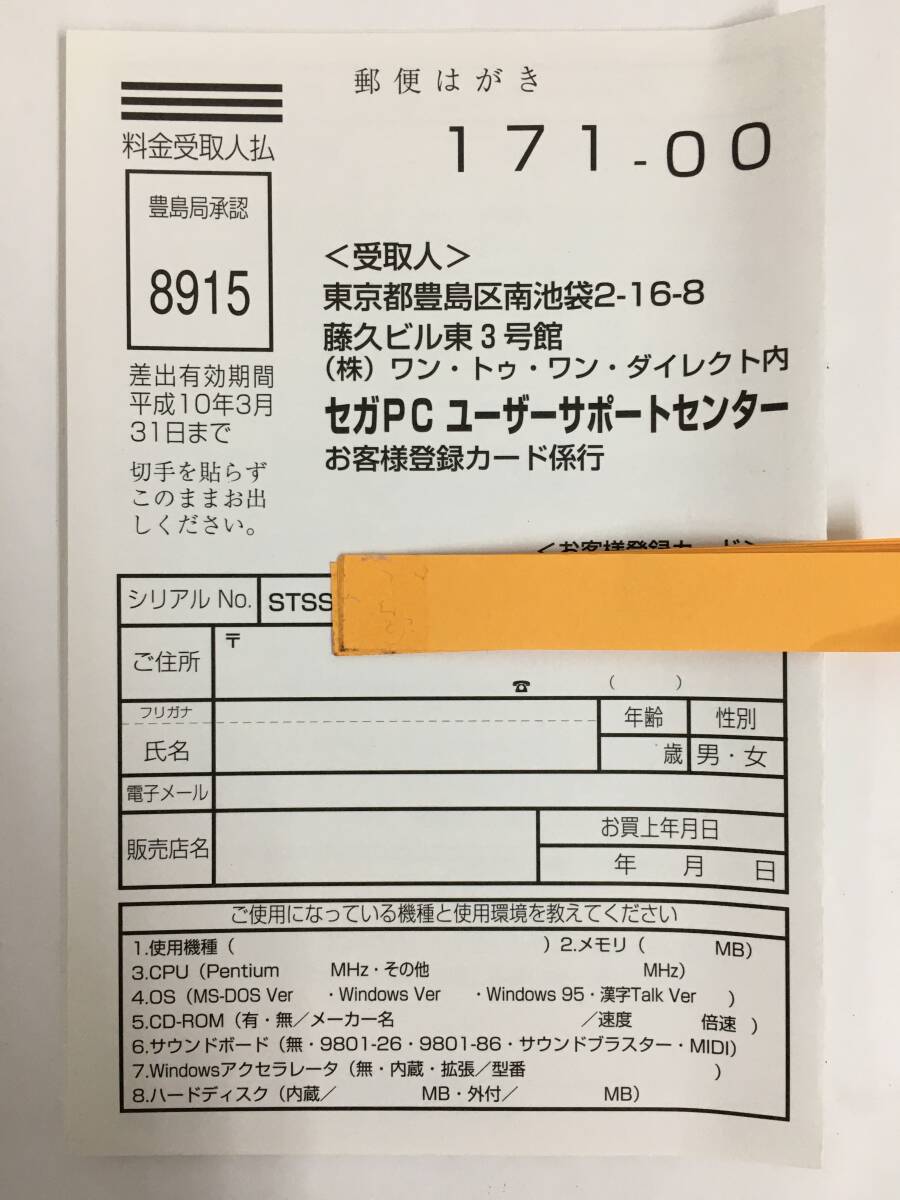 郵便はがき
171-00
料金受取人払
豊島局承認
8915
差出有効期間
平成10年3月
31日まで
切手を貼らず
このままお出
しください。
<受取人>
東京都豊島区南池袋2-16-8
藤久ビル東3号館
(株)ワン・トゥ・ワン・ダイレクト内
セガPC ユーザーサポートセンター
お客様登録カード係行
<お客様登録カード>
シリアル No. STSS
ご住所 〒
☎ ( )
フリガナ
氏名
年齢 性別
歳 男・女
電子メール
販売店名
お買上年月日
年 月 日
ご使用になっている機種と使用環境を教えてください
1.使用機種( ) 2.メモリ( MB)
3.CPU(Pentium MHz・その他 MHz)
4.OS(MS-DOS Ver ・Windows Ver ・Windows 95・漢字Talk Ver )
5.CD-ROM(有・無/メーカー名 /速度 倍速)
6.サウンドボード(無・9801-26・9801-86・サウンドブラスター・MIDI)
7.Windowsアクセラレータ(無・内蔵・拡張/型番 )
8.ハードディスク(内蔵/ MB・外付/ MB)